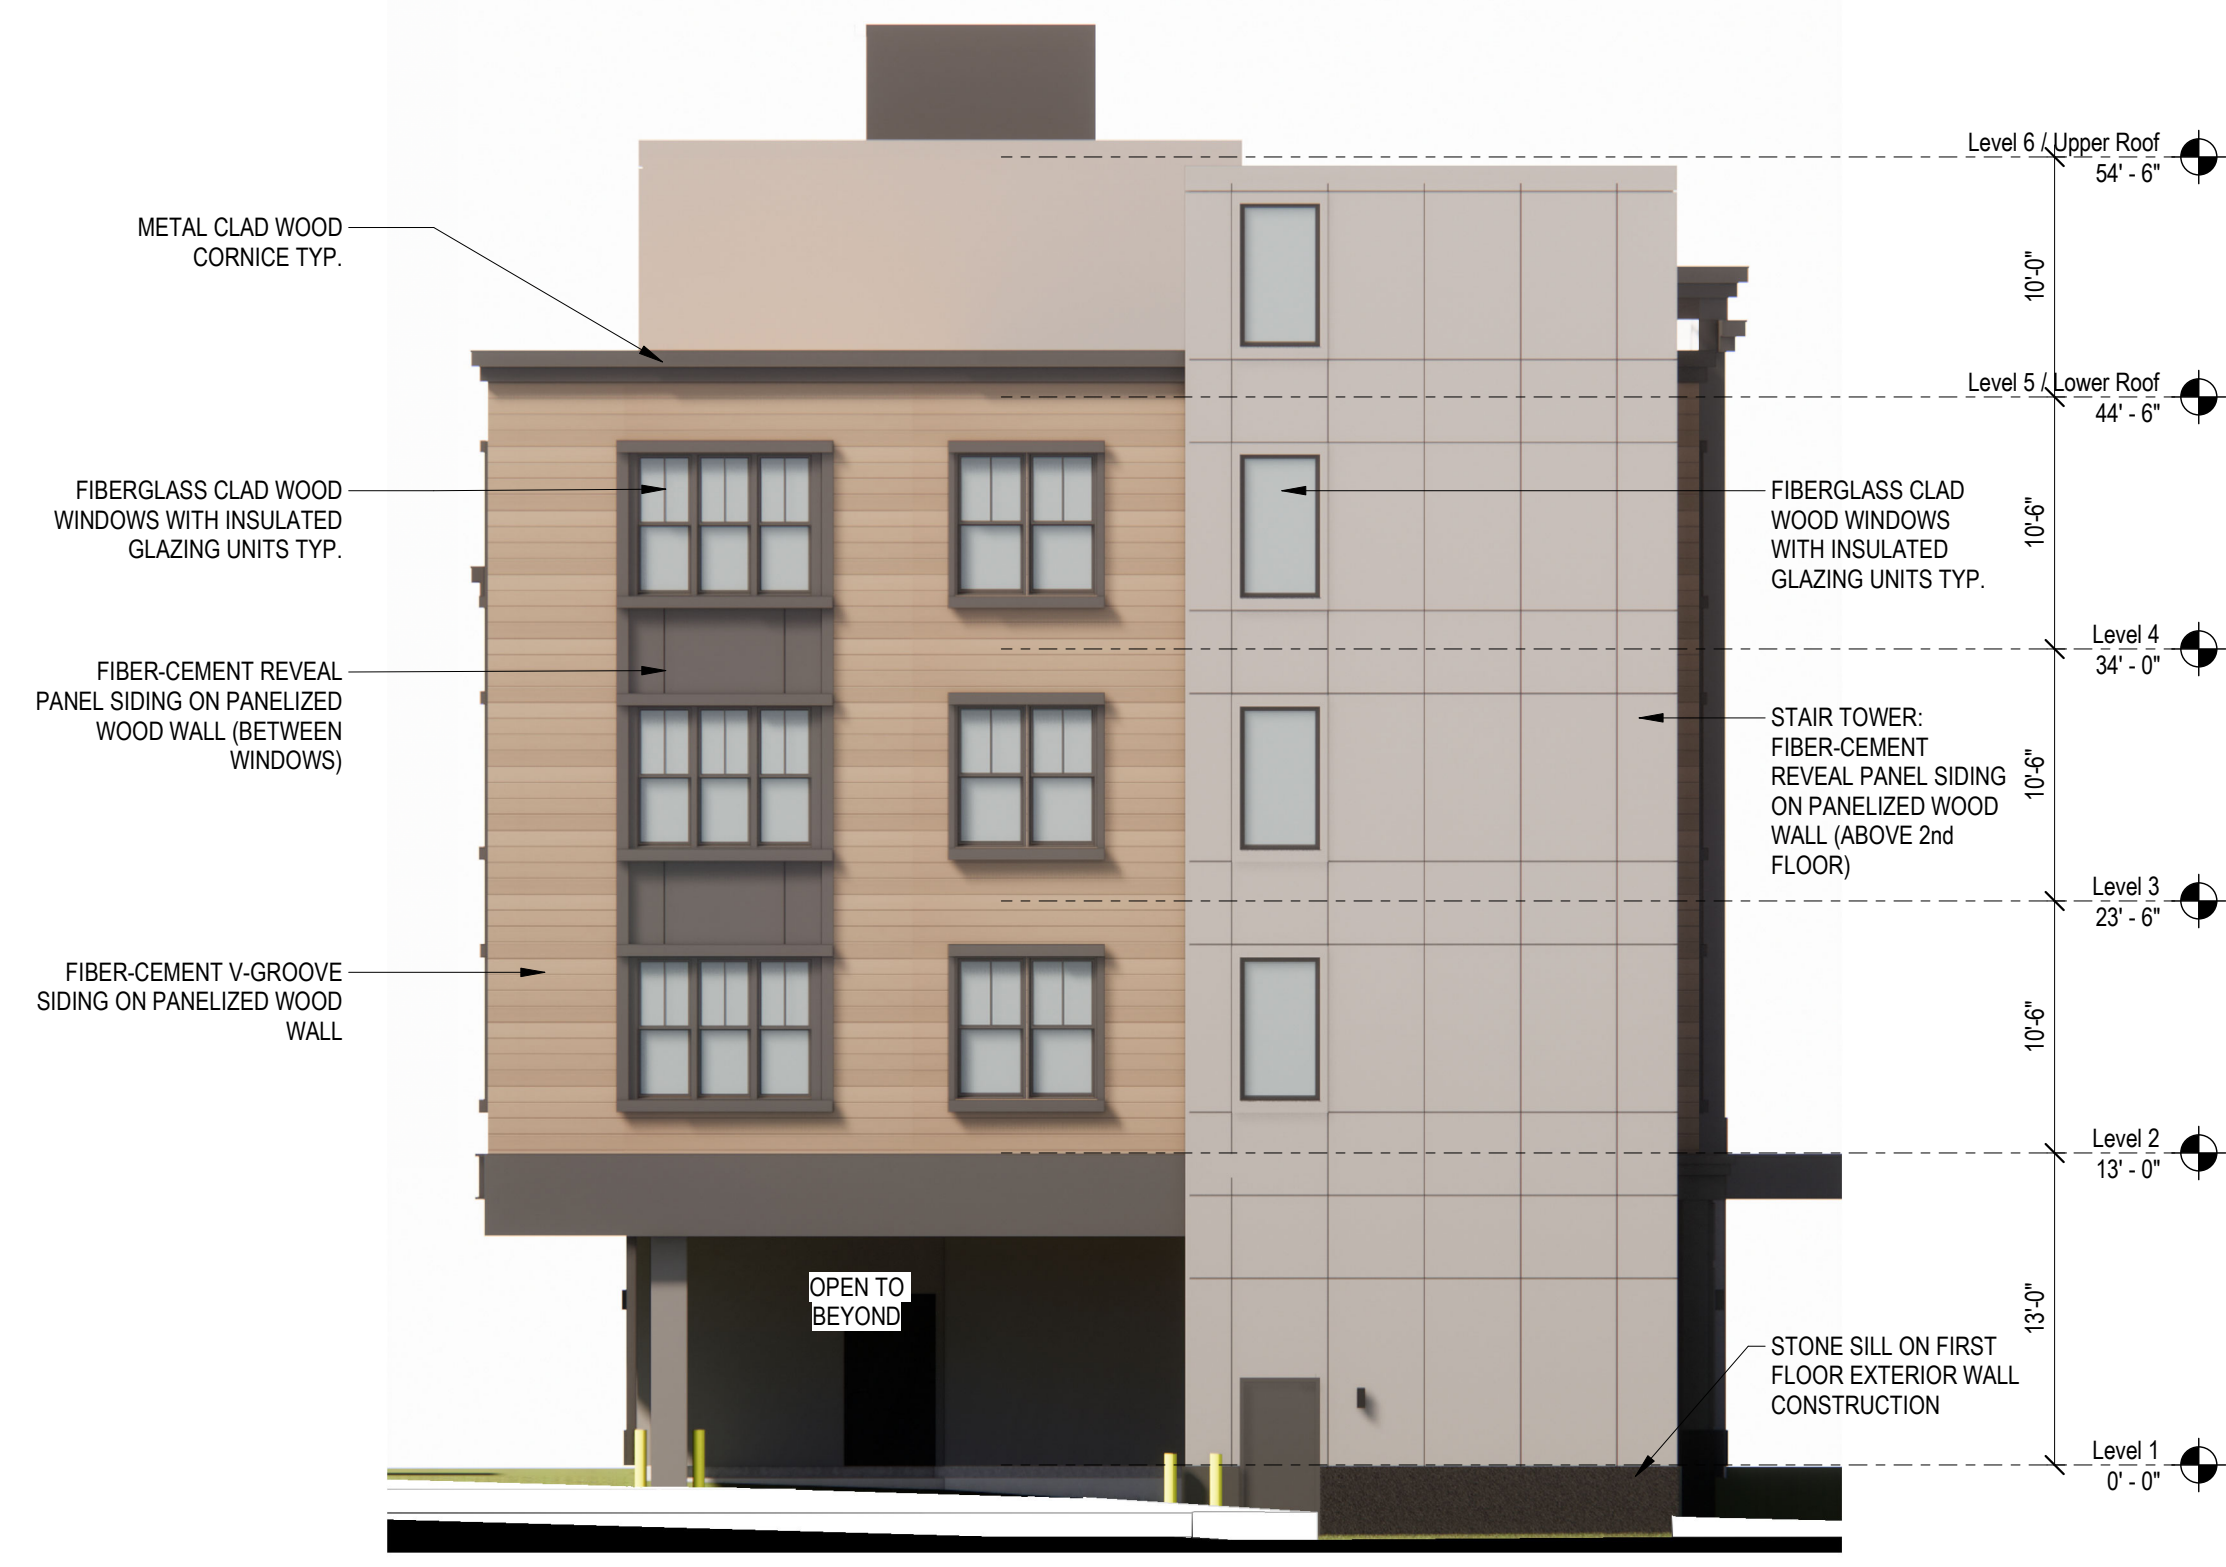 Level 6 / Upper Roof
54' - 6"
METAL CLAD WOOD
CORNICE TYP.
10'-0"
Level 5 / Lower Roof
44' - 6"
FIBERGLASS CLAD WOOD
WINDOWS WITH INSULATED
GLAZING UNITS TYP.
FIBERGLASS CLAD
WOOD WINDOWS
WITH INSULATED
GLAZING UNITS TYP.
10'-6"
Level 4
34' - 0"
FIBER-CEMENT REVEAL
PANEL SIDING ON PANELIZED
WOOD WALL (BETWEEN
WINDOWS)
STAIR TOWER:
FIBER-CEMENT
REVEAL PANEL SIDING
ON PANELIZED WOOD
WALL (ABOVE 2nd
FLOOR)
10'-6"
Level 3
23' - 6"
FIBER-CEMENT V-GROOVE
SIDING ON PANELIZED WOOD
WALL
10'-6"
Level 2
13' - 0"
OPEN TO
BEYOND
13'-0"
STONE SILL ON FIRST
FLOOR EXTERIOR WALL
CONSTRUCTION
Level 1
0' - 0"